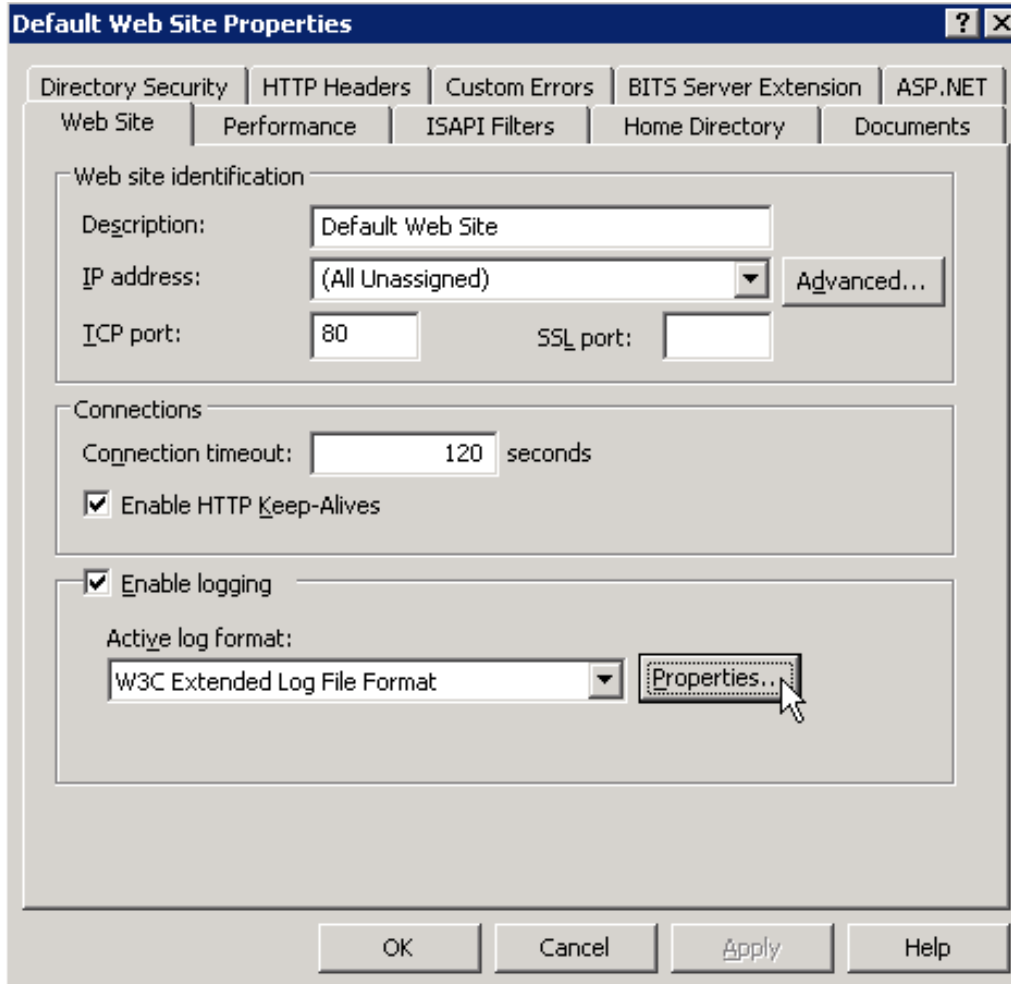 Default Web Site Properties
Directory Security HTTP Headers Custom Errors BITS Server Extension ASP.NET
Web Site Performance ISAPI Filters Home Directory Documents
Web site identification
Description: Default Web Site
IP address: (All Unassigned) Advanced...
TCP port: 80 SSL port:
Connections
Connection timeout: 120 seconds
Enable HTTP Keep-Alives
Enable logging
Active log format:
W3C Extended Log File Format Properties...
OK Cancel Apply Help